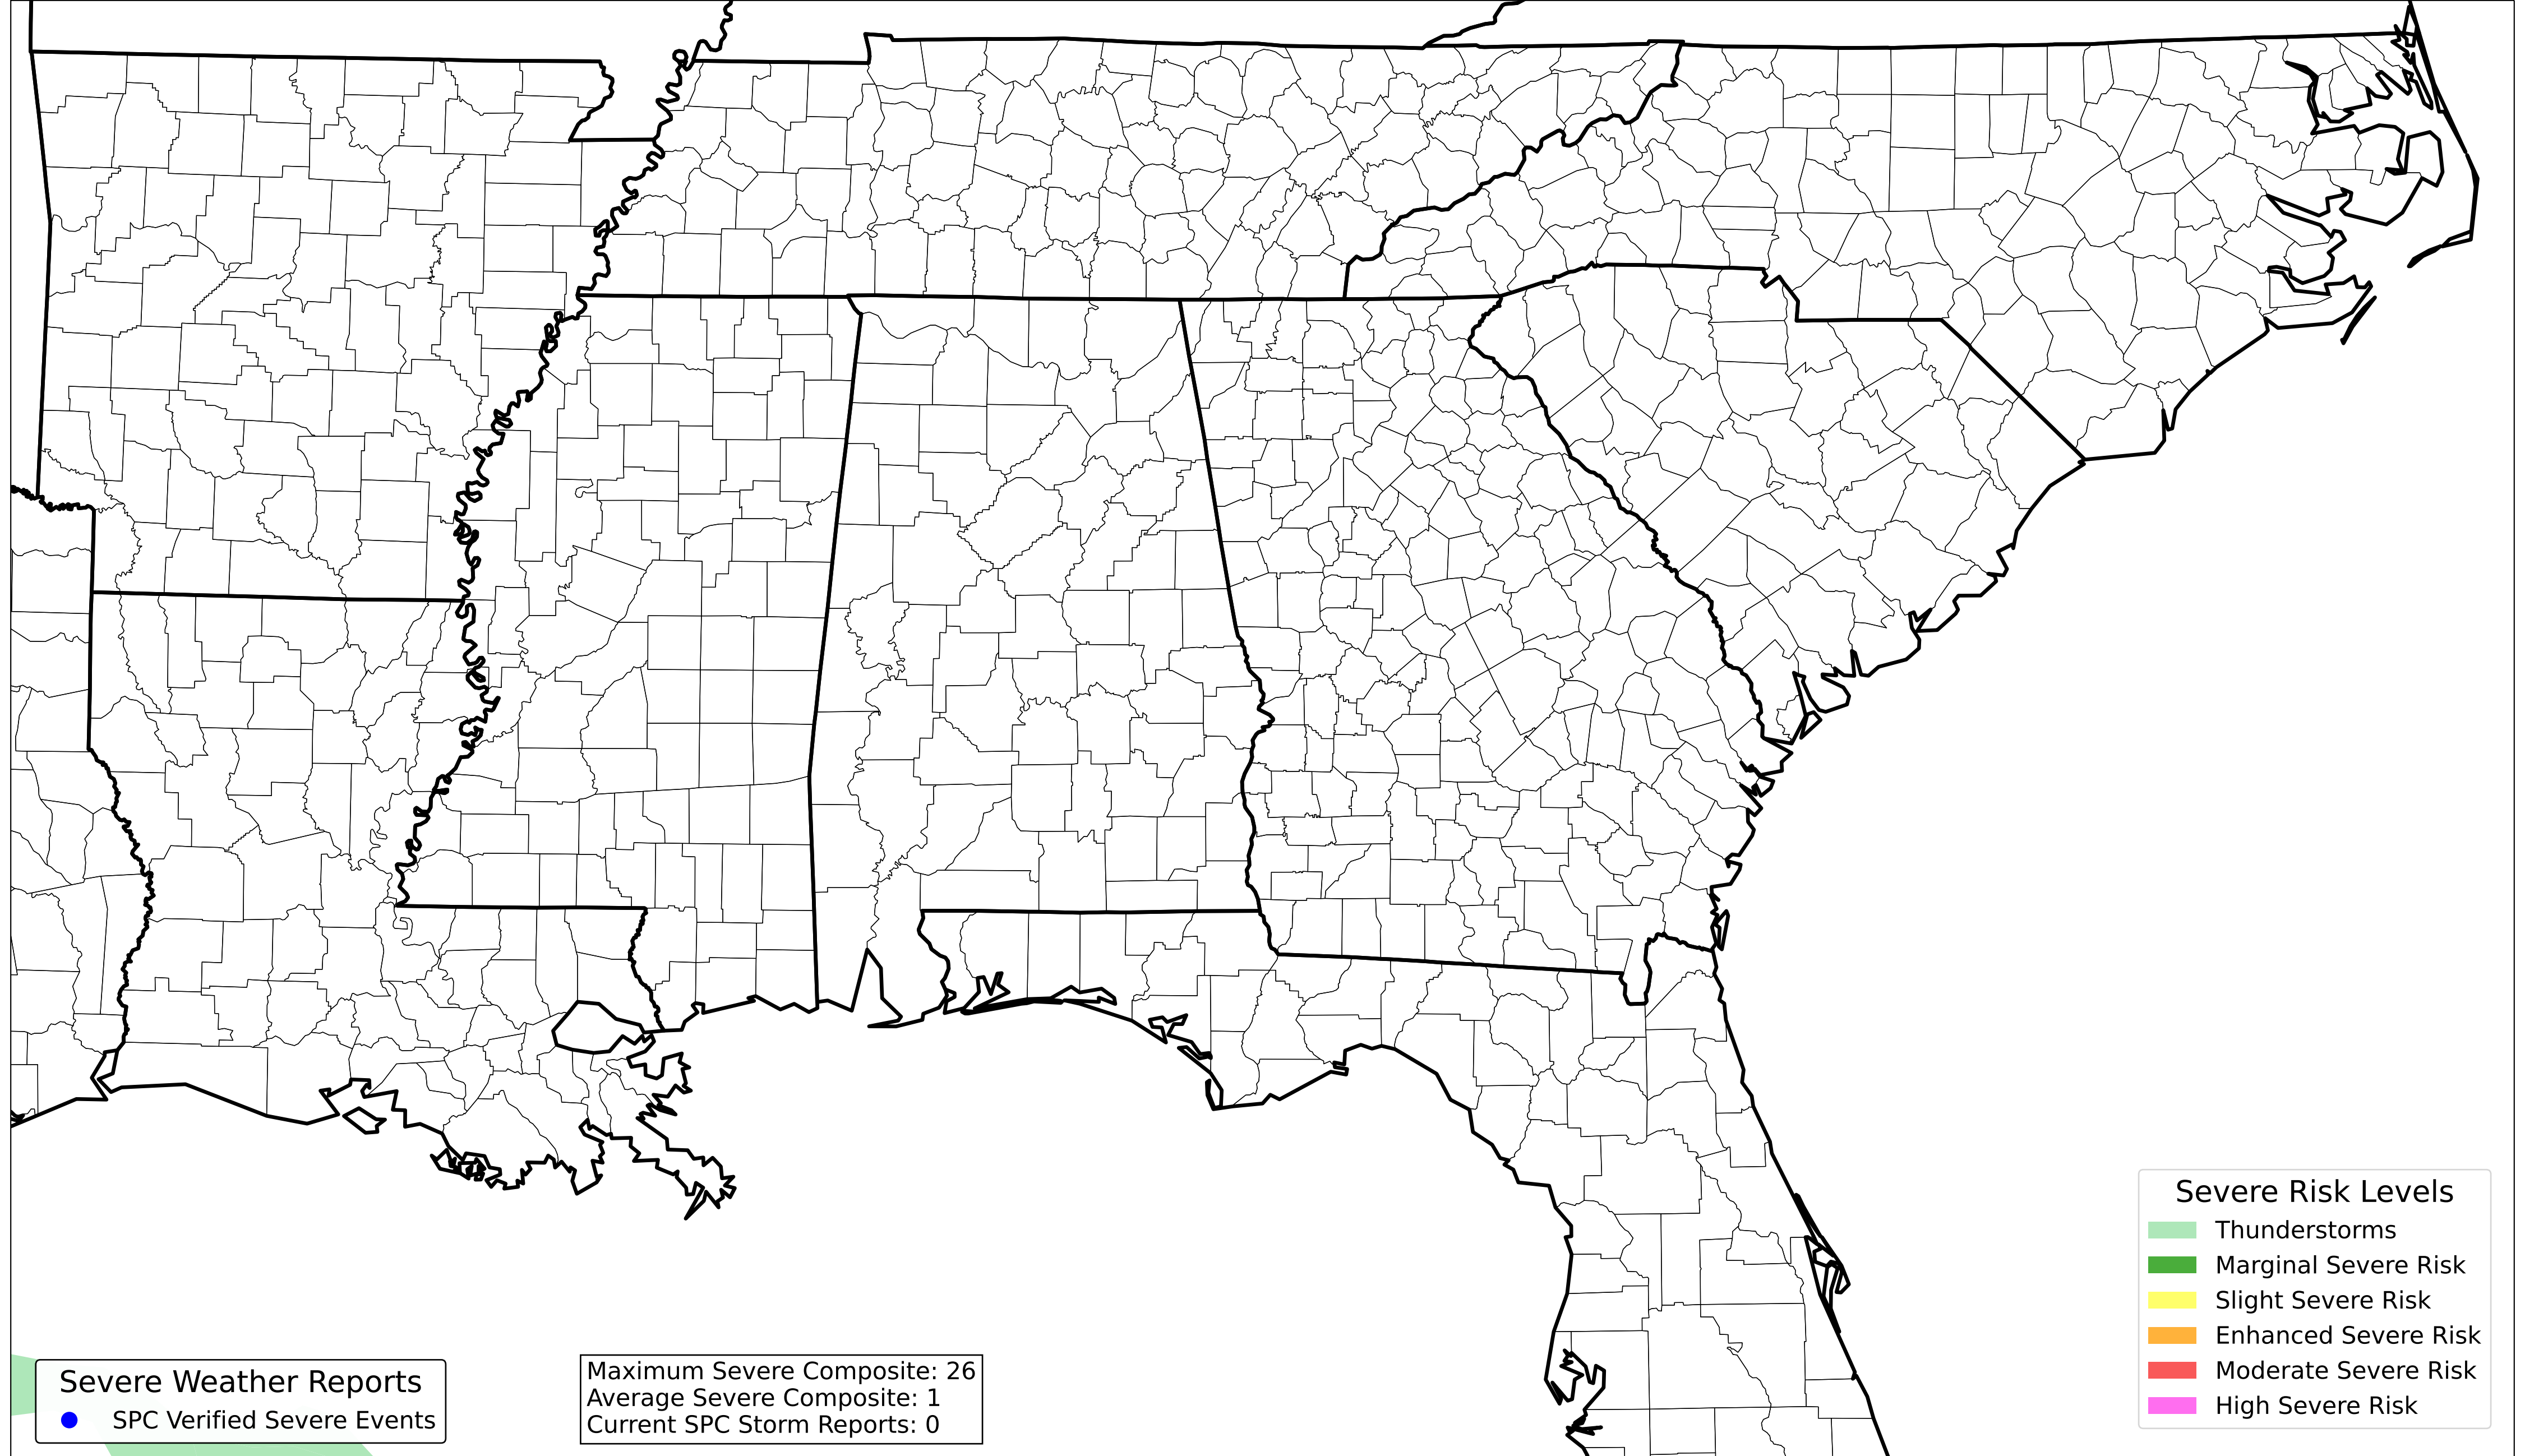 Severe Weather Reports
SPC Verified Severe Events
Maximum Severe Composite: 26
Average Severe Composite: 1
Current SPC Storm Reports: 0
Severe Risk Levels
Thunderstorms
Marginal Severe Risk
Slight Severe Risk
Enhanced Severe Risk
Moderate Severe Risk
High Severe Risk